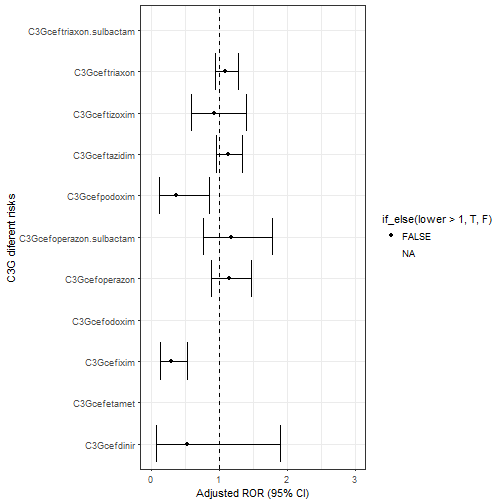 C3Gceftriaxon.sulbactam
C3Gceftriaxon
C3Gceftizoxim
C3Gceftazidim
C3Gcefpodoxim
C3Gcefoperazon.sulbactam
C3Gcefoperazon
C3Gcefodoxim
C3Gcefixim
C3Gcefetamet
C3Gcefdinir
C3G diferent risks
0 1 2 3
Adjusted ROR (95% CI)
if_else(lower > 1, T, F)
FALSE
NA